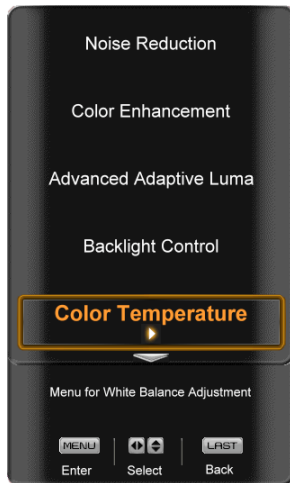 Noise Reduction
Color Enhancement
Advanced Adaptive Luma
Backlight Control
Color Temperature
Menu for White Balance Adjustment
MENU LAST
Enter Select Back